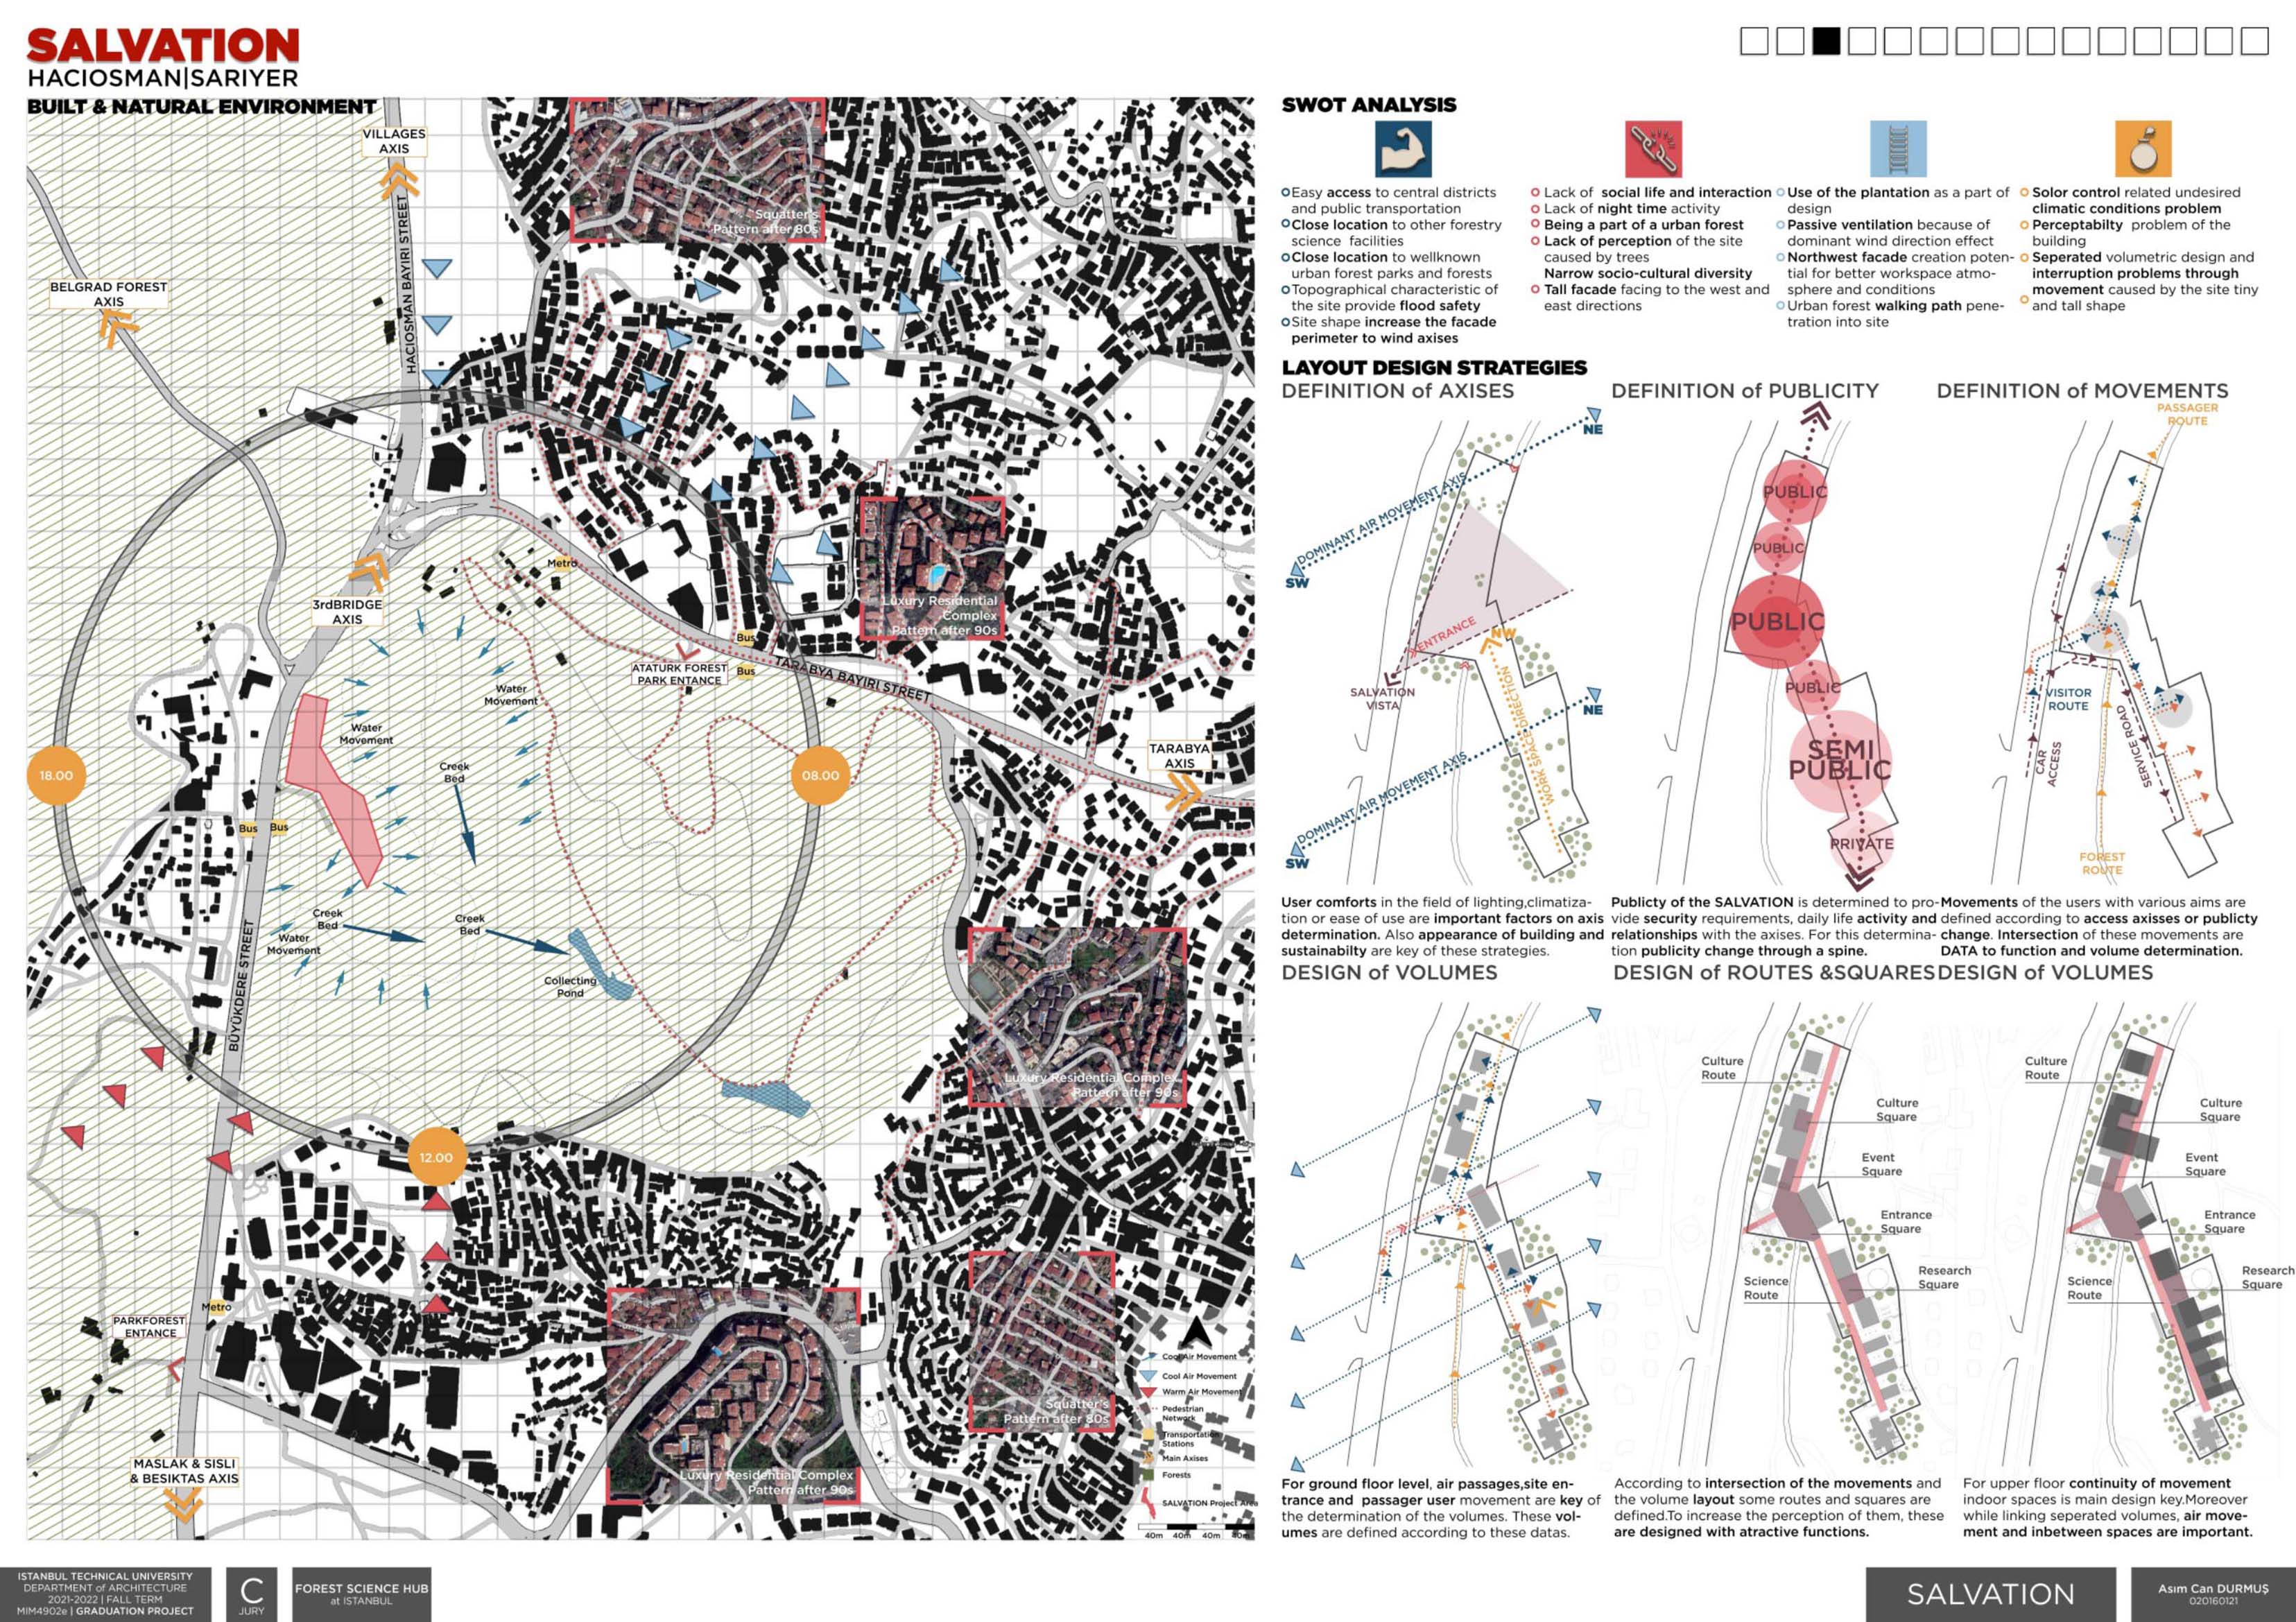 SALVATION
HACIOSMAN|SARIYER
BUILT & NATURAL ENVIRONMENT
VILLAGES
AXIS
HACIOSMAN BAYIRI STREET
Squatter's
Pattern after 80s
BELGRAD FOREST
AXIS
Metro
3rdBRIDGE
AXIS
Luxury Residential
Complex
Pattern after 90s
Bus
Bus
ATATURK FOREST
PARK ENTANCE
TARABYA BAYIRI STREET
Water
Movement
Water
Movement
TARABYA
AXIS
18.00
08.00
Creek
Bed
Bus
Bus
Creek
Bed
Creek
Bed
Water
Movement
BÜYÜKDERE STREET
Collecting
Pond
Luxury Residential Complex
Pattern after 90s
12.00
Metro
PARKFOREST
ENTANCE
Squatter's
Pattern after 80s
MASLAK & SISLI
& BESIKTAS AXIS
Luxury Residential Complex
Pattern after 90s
Cool Air Movement
Cool Air Movement
Warm Air Movement
Pedestrian
Network
Transportation
Stations
Main Axises
Forests
SALVATION Project Area
40m 40m 40m 40m
SWOT ANALYSIS
Easy access to central districts
and public transportation
Close location to other forestry
science facilities
Close location to wellknown
urban forest parks and forests
Topographical characteristic of
the site provide flood safety
Site shape increase the facade
perimeter to wind axises
Lack of social life and interaction
Lack of night time activity
Being a part of a urban forest
Lack of perception of the site
caused by trees
Narrow socio-cultural diversity
Tall facade facing to the west and
east directions
Use of the plantation as a part of
design
Passive ventilation because of
dominant wind direction effect
Northwest facade creation poten-
tial for better workspace atmo-
sphere and conditions
Urban forest walking path pene-
tration into site
Solor control related undesired
climatic conditions problem
Perceptabilty problem of the
building
Seperated volumetric design and
interruption problems through
movement caused by the site tiny
and tall shape
LAYOUT DESIGN STRATEGIES
DEFINITION of AXISES
NE
DOMINANT AIR MOVEMENT AXIS
SW
ENTRANCE
NW
SALVATION
VISTA
WORK SPACE DIRECTION
NE
DOMINANT AIR MOVEMENT AXIS
SW
User comforts in the field of lighting,climatiza-
tion or ease of use are important factors on axis
determination. Also appearance of building and
sustainabilty are key of these strategies.
DEFINITION of PUBLICITY
PUBLIC
PUBLIC
PUBLIC
PUBLIC
SEMI
PUBLIC
PRIVATE
Publicty of the SALVATION is determined to pro-
vide security requirements, daily life activity and
relationships with the axises. For this determina-
tion publicity change through a spine.
DEFINITION of MOVEMENTS
PASSAGER
ROUTE
VISITOR
ROUTE
CAR
ACCESS
SERVICE ROAD
FOREST
ROUTE
Movements of the users with various aims are
defined according to access axisses or publicty
change. Intersection of these movements are
DATA to function and volume determination.
DESIGN of VOLUMES
For ground floor level, air passages,site en-
trance and passager user movement are key of
the determination of the volumes. These vol-
umes are defined according to these datas.
DESIGN of ROUTES &SQUARES
Culture
Route
Culture
Square
Event
Square
Entrance
Square
Research
Square
Science
Route
According to intersection of the movements and
the volume layout some routes and squares are
defined.To increase the perception of them, these
are designed with atractive functions.
DESIGN of VOLUMES
Culture
Route
Culture
Square
Event
Square
Entrance
Square
Research
Square
Science
Route
For upper floor continuity of movement
indoor spaces is main design key.Moreover
while linking seperated volumes, air move-
ment and inbetween spaces are important.
ISTANBUL TECHNICAL UNIVERSITY
DEPARTMENT of ARCHITECTURE
2021-2022 | FALL TERM
MIM4902e | GRADUATION PROJECT
C
JURY
FOREST SCIENCE HUB
at ISTANBUL
SALVATION
Asım Can DURMUŞ
020160121